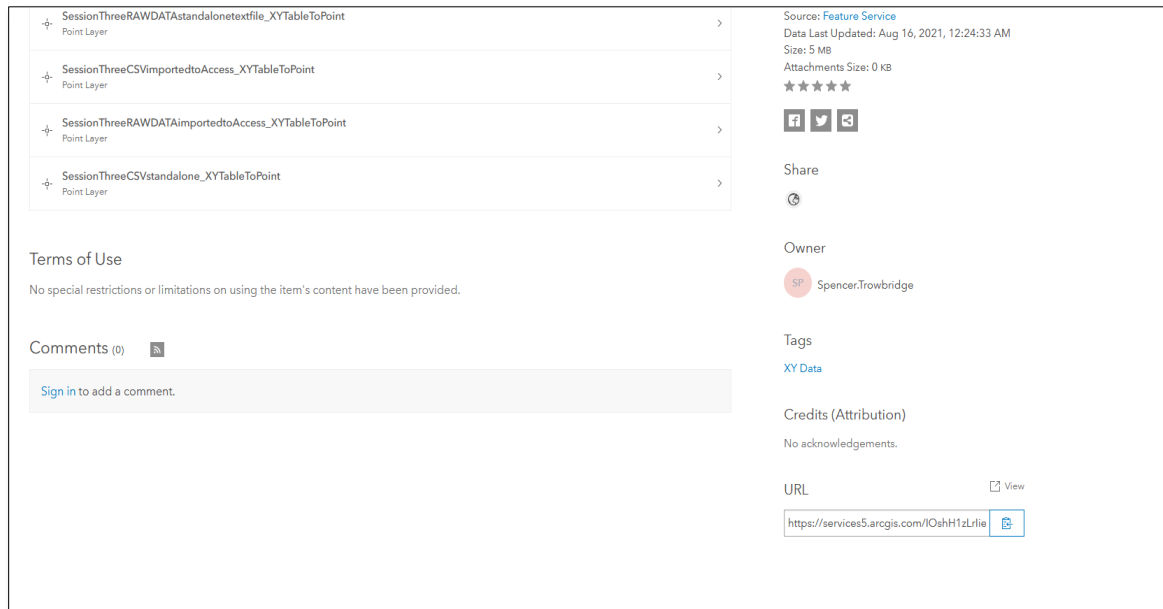 SessionThreeRAWDATAstandalonetextfile_XYTableToPoint
Point Layer
SessionThreeCSVimportedtoAccess_XYTableToPoint
Point Layer
SessionThreeRAWDATAimportedtoAccess_XYTableToPoint
Point Layer
SessionThreeCSVstandalone_XYTableToPoint
Point Layer
Terms of Use
No special restrictions or limitations on using the item's content have been provided.
Comments (0)
Sign in to add a comment.
Source: Feature Service
Data Last Updated: Aug 16, 2021, 12:24:33 AM
Size: 5 MB
Attachments Size: 0 KB
Share
Owner
SP Spencer.Trowbridge
Tags
XY Data
Credits (Attribution)
No acknowledgements.
URL View
https://services5.arcgis.com/IOshH1zLrIie